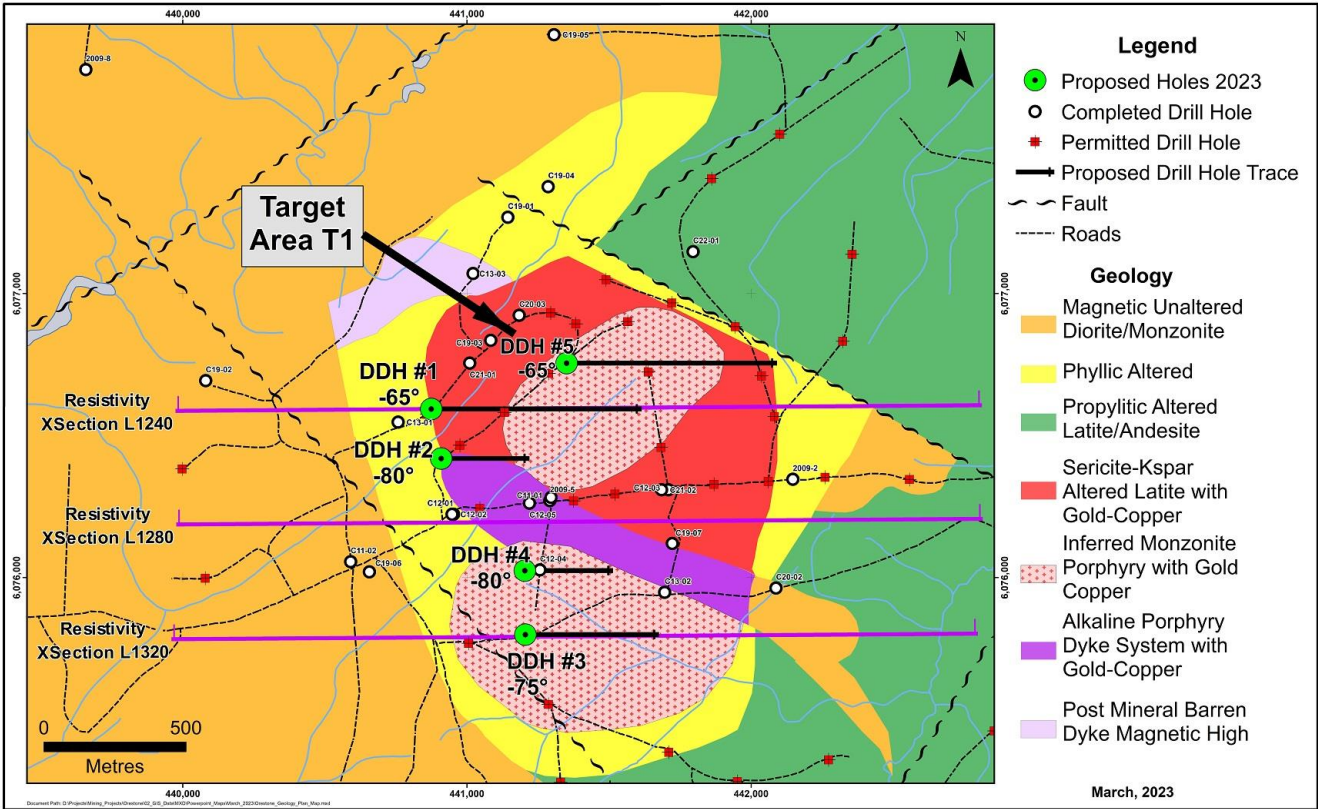 440,000
441,000
442,000
Legend
Proposed Holes 2023
Completed Drill Hole
Permitted Drill Hole
Proposed Drill Hole Trace
Fault
Roads
Geology
Magnetic Unaltered
Diorite/Monzonite
Phyllic Altered
Propylitic Altered
Latite/Andesite
Sericite-Kspar
Altered Latite with
Gold-Copper
Inferred Monzonite
Porphyry with Gold
Copper
Alkaline Porphyry
Dyke System with
Gold-Copper
Post Mineral Barren
Dyke Magnetic High
March, 2023
N
C19-05
2009-8
C19-04
C19-01
Target
Area T1
C22-01
C13-03
6,077,000
6,077,000
C20-03
C19-03
DDH #5
-65°
C21-01
DDH #1
-65°
C19-02
Resistivity
XSection L1240
C13-01
DDH #2
-80°
2009-2
C12-03
C21-02
C11-01
2009-5
C12-05
C12-01
C12-02
Resistivity
XSection L1280
C19-07
C11-02
C19-06
DDH #4
-80°
C12-04
C13-02
C20-02
6,076,000
6,076,000
Resistivity
XSection L1320
DDH #3
-75°
0
500
Metres
440,000
441,000
442,000